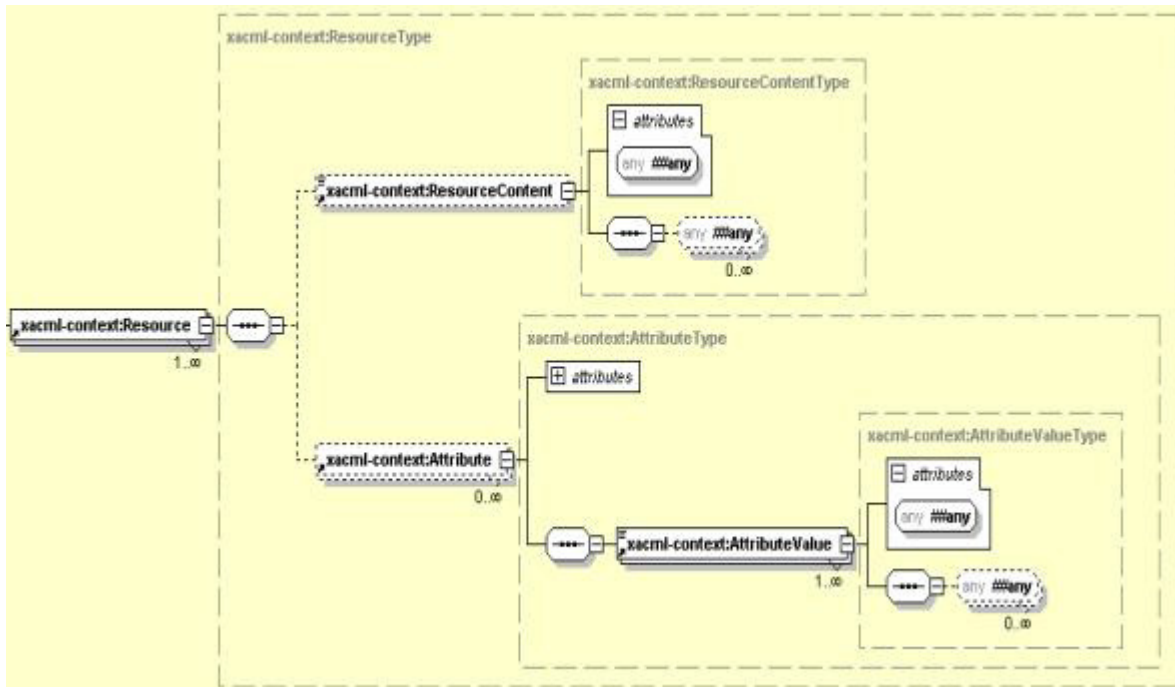 xacml-context:ResourceType
xacml-context:ResourceContentType
attributes
any ##any
xacml-context:ResourceContent
any ##any
0..∞
xacml-context:Resource
1..∞
xacml-context:AttributeType
attributes
xacml-context:Attribute
0..∞
xacml-context:AttributeValueType
attributes
any ##any
xacml-context:AttributeValue
1..∞
any ##any
0..∞